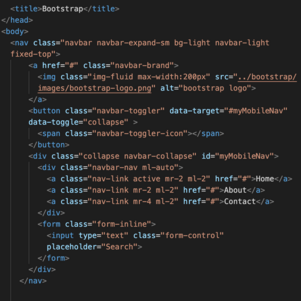 <title>Bootstrap</title>
</head>
<body>
<nav class="navbar navbar-expand-sm bg-light navbar-light
fixed-top">
<a href="#" class="navbar-brand">
<img class="img-fluid max-width:200px" src="../bootstrap/
images/bootstrap-logo.png" alt="bootstrap logo">
</a>
<button class="navbar-toggler" data-target="#myMobileNav"
data-toggle="collapse" >
<span class="navbar-toggler-icon"></span>
</button>
<div class="collapse navbar-collapse" id="myMobileNav">
<div class="navbar-nav ml-auto">
<a class="nav-link active mr-2 ml-2" href="#">Home</a>
<a class="nav-link mr-2 ml-2" href="#">About</a>
<a class="nav-link mr-4 ml-2" href="#">Contact</a>
</div>
<form class="form-inline">
<input type="text" class="form-control"
placeholder="Search">
</form>
</div>
</nav>